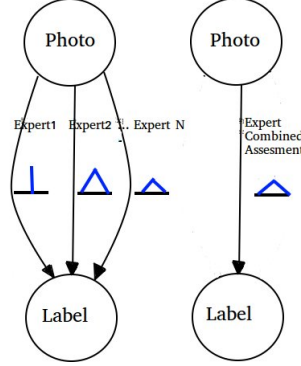 Photo
Photo
Expert1 Expert2 ... Expert N
Expert
Combined
Assesment
Label
Label